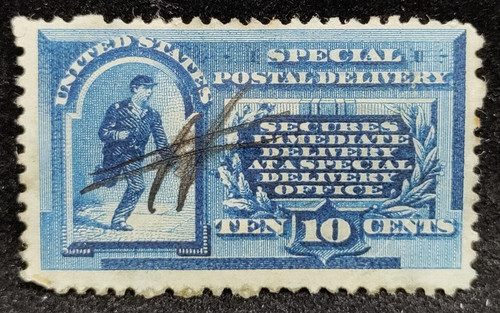 UNITED STATES
SPECIAL
POSTAL DELIVERY
SECURES
IMMEDIATE
DELIVERY
AT A SPECIAL
DELIVERY
OFFICE
TEN 10 CENTS